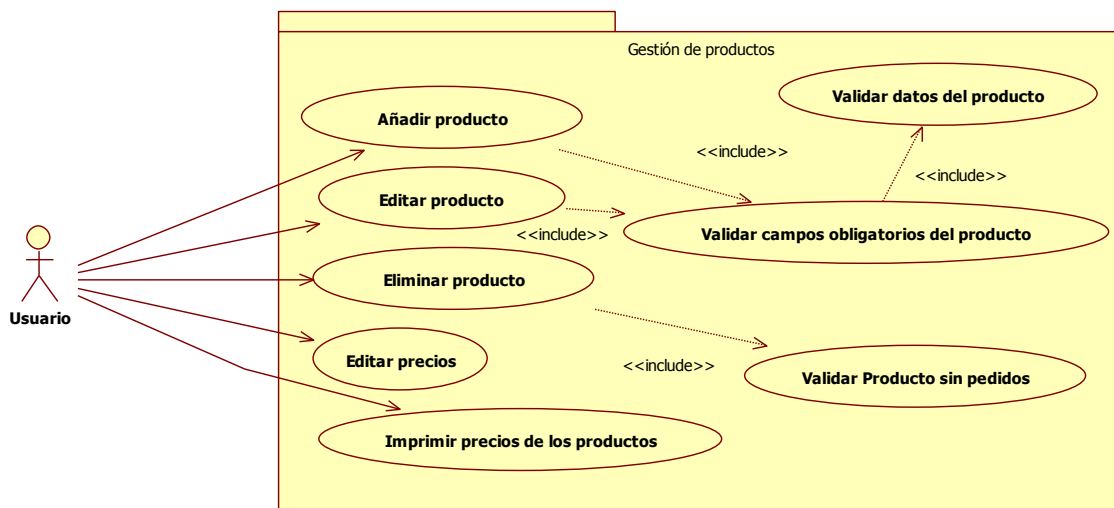 Gestión de productos
Validar datos del producto
Añadir producto
<<include>>
<<include>>
Editar producto
<<include>>
Validar campos obligatorios del producto
Eliminar producto
Usuario
Editar precios
<<include>>
Validar Producto sin pedidos
Imprimir precios de los productos